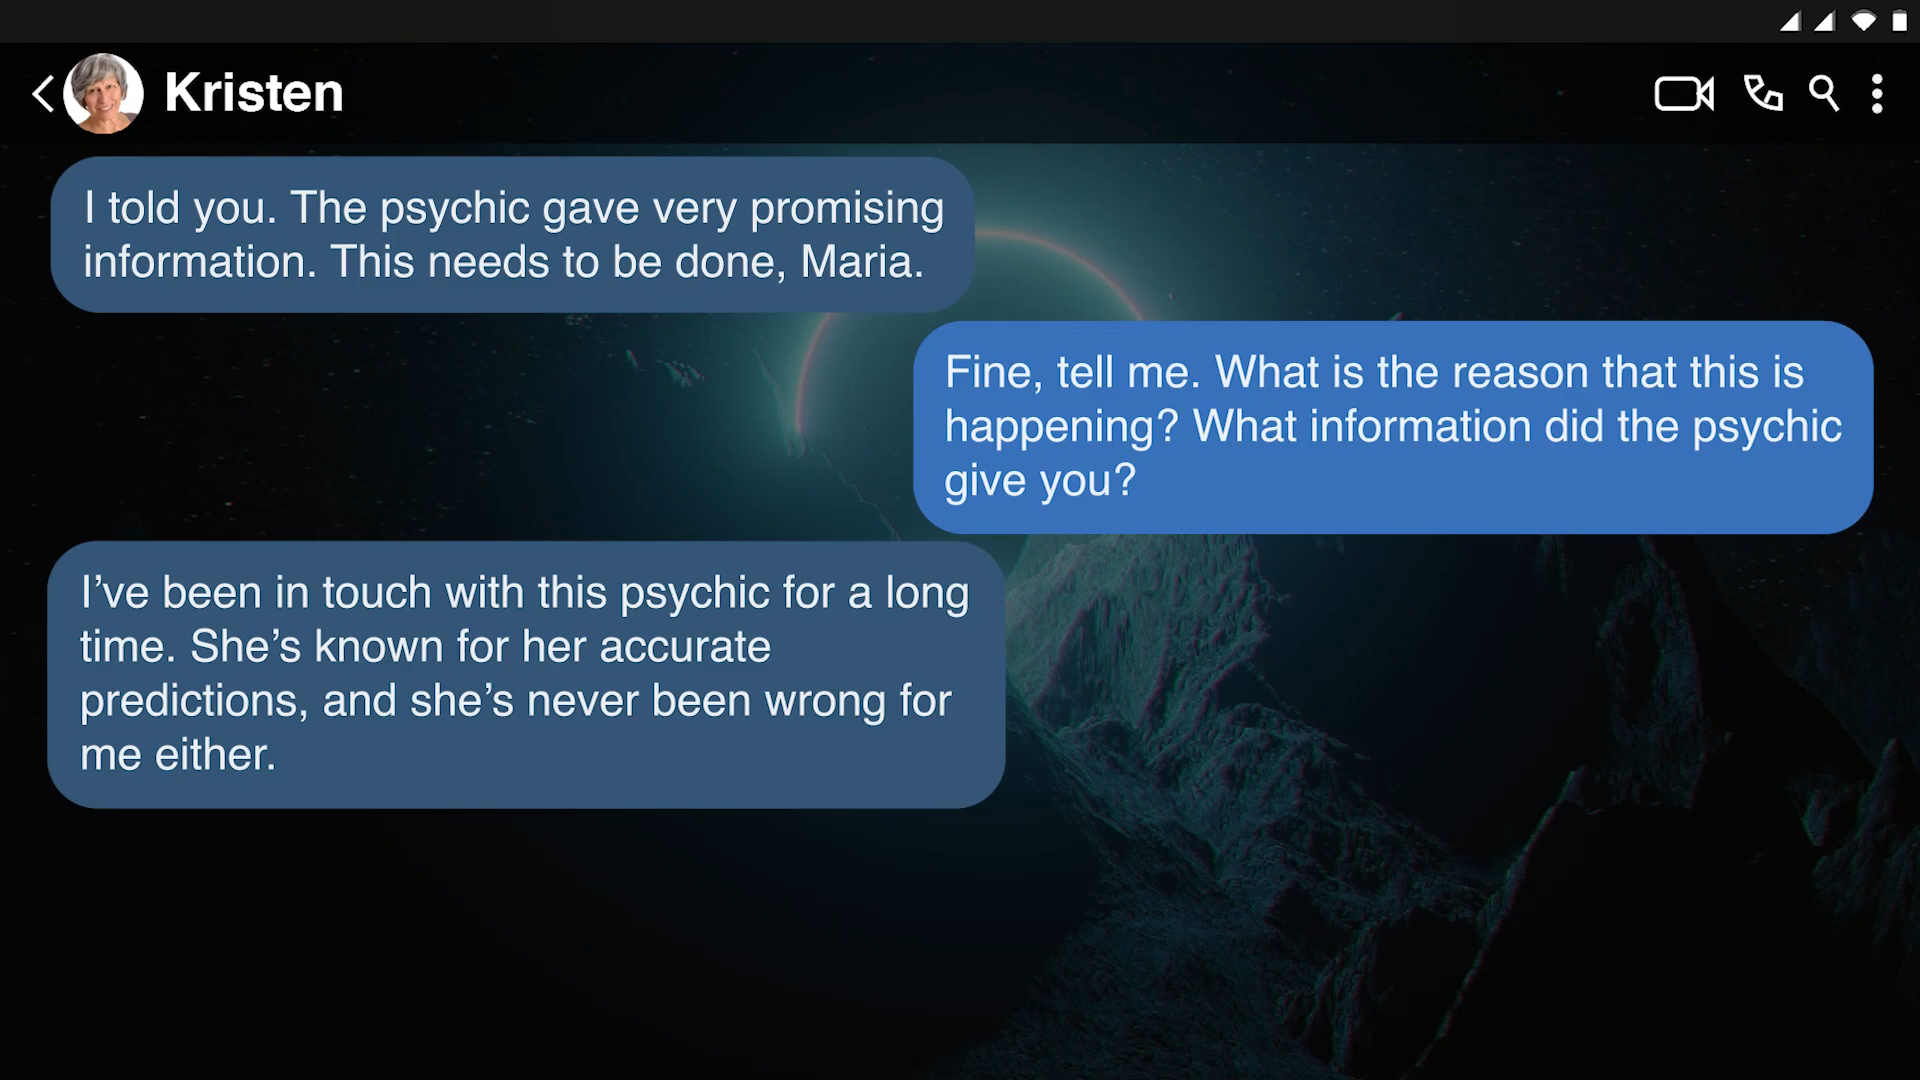 Kristen
I told you. The psychic gave very promising
information. This needs to be done, Maria.
Fine, tell me. What is the reason that this is
happening? What information did the psychic
give you?
I’ve been in touch with this psychic for a long
time. She’s known for her accurate
predictions, and she’s never been wrong for
me either.